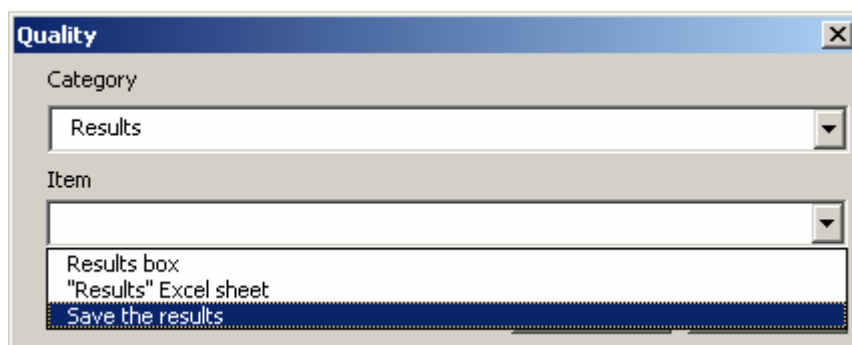 Quality
Category
Results
Item
Results box
"Results" Excel sheet
Save the results